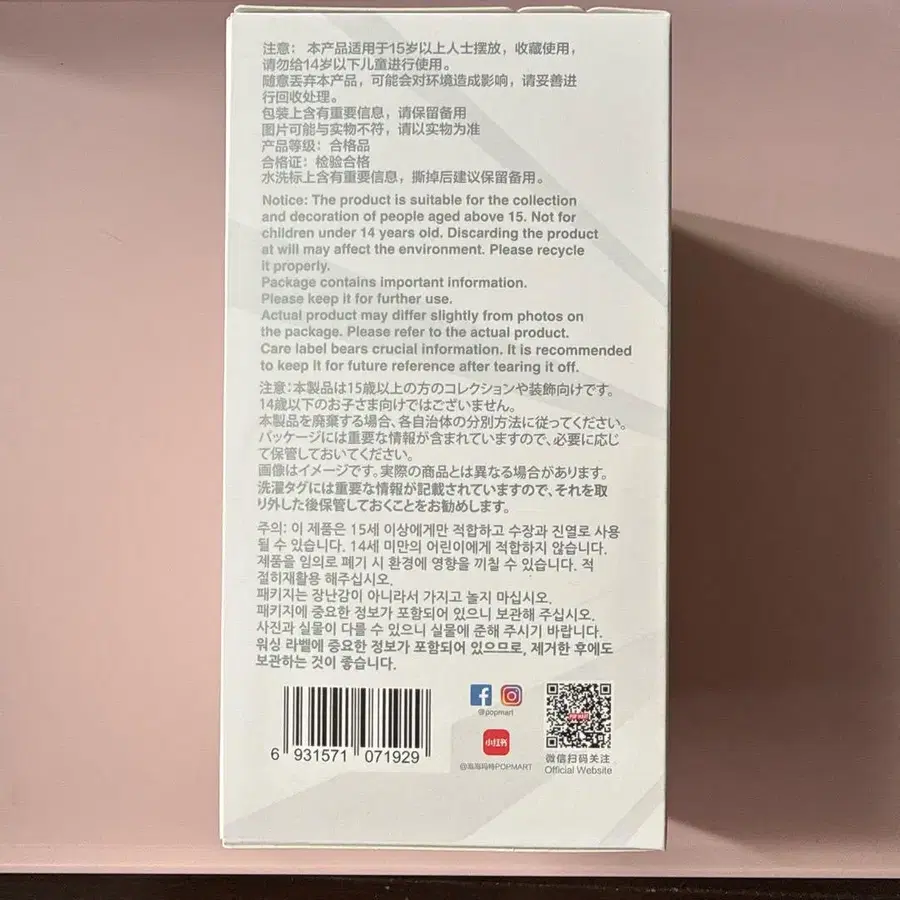 注意： 本产品适用于15岁以上人士摆放，收藏使用，
请勿给14岁以下儿童进行使用。
随意丢弃本产品，可能会对环境造成影响，请妥善进
行回收处理。
包装上含有重要信息，请保留备用
图片可能与实物不符，请以实物为准
产品等级：合格品
合格证：检验合格
水洗标上含有重要信息，撕掉后建议保留备用。
Notice: The product is suitable for the collection
and decoration of people aged above 15. Not for
children under 14 years old. Discarding the product
at will may affect the environment. Please recycle
it properly.
Package contains important information.
Please keep it for further use.
Actual product may differ slightly from photos on
the package. Please refer to the actual product.
Care label bears crucial information. It is recommended
to keep it for future reference after tearing it off.
注意：本製品は15歳以上の方のコレクションや装飾向けです。
14歳以下のお子さま向けではございません。
本製品を廃棄する場合、各自治体の分別方法に従ってください。
パッケージには重要な情報が含まれていますので、必要に応じ
て保管しておいてください。
画像はイメージです。実際の商品とは異なる場合があります。
洗濯タグには重要な情報が記載されていますので、それを取
り外した後保管しておくことをお勧めします。
주의: 이 제품은 15세 이상에게만 적합하고 수장과 진열로 사용
될 수 있습니다. 14세 미만의 어린이에게 적합하지 않습니다.
제품을 임의로 폐기 시 환경에 영향을 끼칠 수 있습니다. 적
절히재활용 해주십시오.
패키지는 장난감이 아니라서 가지고 놀지 마십시오.
패키지에 중요한 정보가 포함되어 있으니 보관해 주십시오.
사진과 실물이 다를 수 있으니 실물에 준해 주시기 바랍니다.
워싱 라벨에 중요한 정보가 포함되어 있으므로, 제거한 후에도
보관하는 것이 좋습니다.
6 931571 071929
@popmart
小红书
@泡泡玛特POPMART
POP MART
微信扫码关注
Official Website